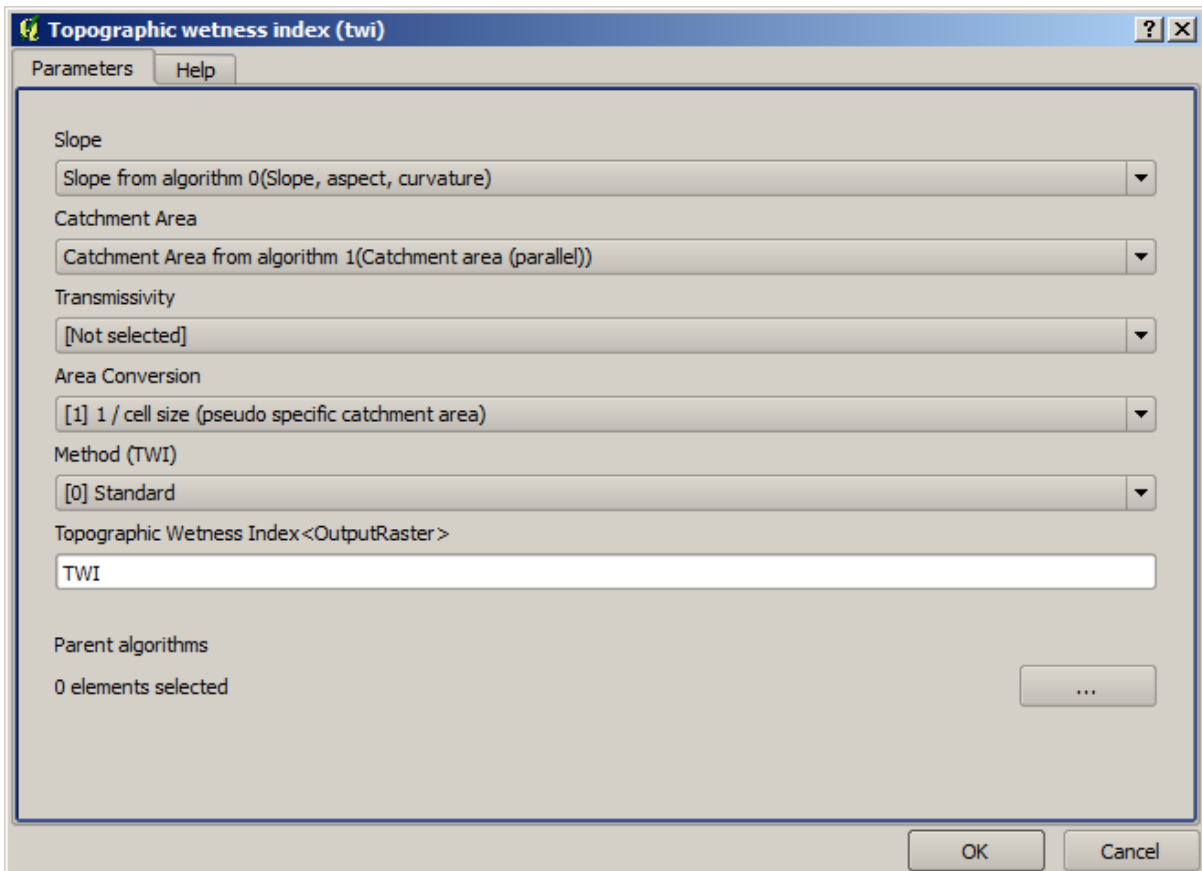 Topographic wetness index (twi)
Parameters
Help
Slope
Slope from algorithm 0(Slope, aspect, curvature)
Catchment Area
Catchment Area from algorithm 1(Catchment area (parallel))
Transmissivity
[Not selected]
Area Conversion
[1] 1 / cell size (pseudo specific catchment area)
Method (TWI)
[0] Standard
Topographic Wetness Index<OutputRaster>
TWI
Parent algorithms
0 elements selected
...
OK
Cancel